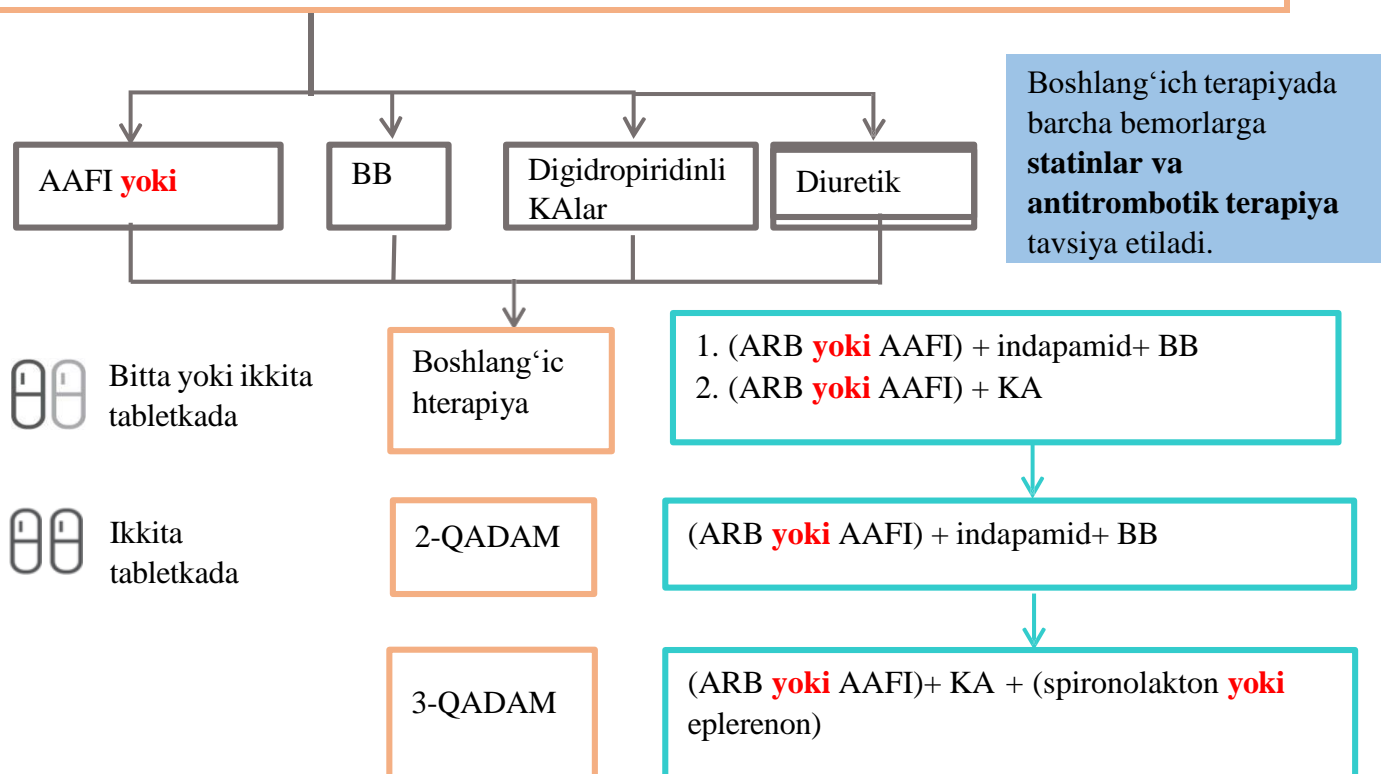 AAFI yoki
BB
Digidropiridinli
KAlar
Diuretik
Boshlang‘ich terapiyada
barcha bemorlarga
statinlar va
antitrombotik terapiya
tavsiya etiladi.
Bitta yoki ikkita
tabletkada
Boshlang‘ic
hterapiya
1. (ARB yoki AAFI) + indapamid+ BB
2. (ARB yoki AAFI) + KA
Ikkita
tabletkada
2-QADAM
(ARB yoki AAFI) + indapamid+ BB
3-QADAM
(ARB yoki AAFI)+ KA + (spironolakton yoki
eplerenon)